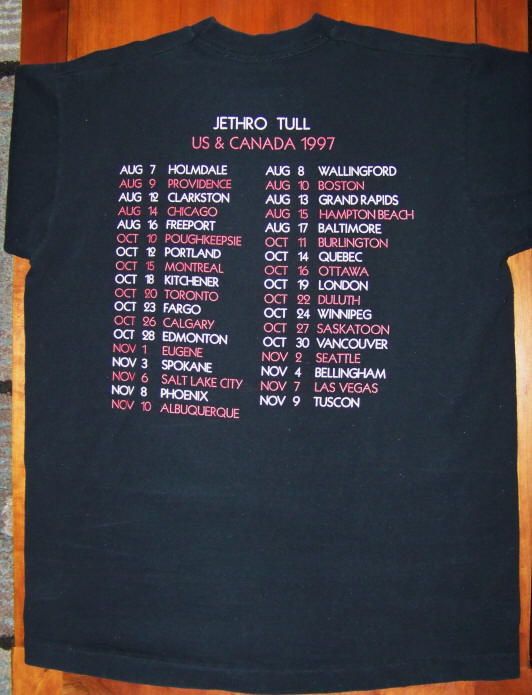 JETHRO TULL
US & CANADA 1997
AUG 7 HOLMDALE
AUG 8 WALLINGFORD
AUG 9 PROVIDENCE
AUG 10 BOSTON
AUG 12 CLARKSTON
AUG 13 GRAND RAPIDS
AUG 14 CHICAGO
AUG 15 HAMPTON BEACH
AUG 16 FREEPORT
AUG 17 BALTIMORE
OCT 10 POUGHKEEPSIE
OCT 11 BURLINGTON
OCT 12 PORTLAND
OCT 14 QUEBEC
OCT 15 MONTREAL
OCT 16 OTTAWA
OCT 18 KITCHENER
OCT 19 LONDON
OCT 20 TORONTO
OCT 22 DULUTH
OCT 23 FARGO
OCT 24 WINNIPEG
OCT 26 CALGARY
OCT 27 SASKATOON
OCT 28 EDMONTON
OCT 30 VANCOUVER
NOV 1 EUGENE
NOV 2 SEATTLE
NOV 3 SPOKANE
NOV 4 BELLINGHAM
NOV 6 SALT LAKE CITY
NOV 7 LAS VEGAS
NOV 8 PHOENIX
NOV 9 TUSCON
NOV 10 ALBUQUERQUE